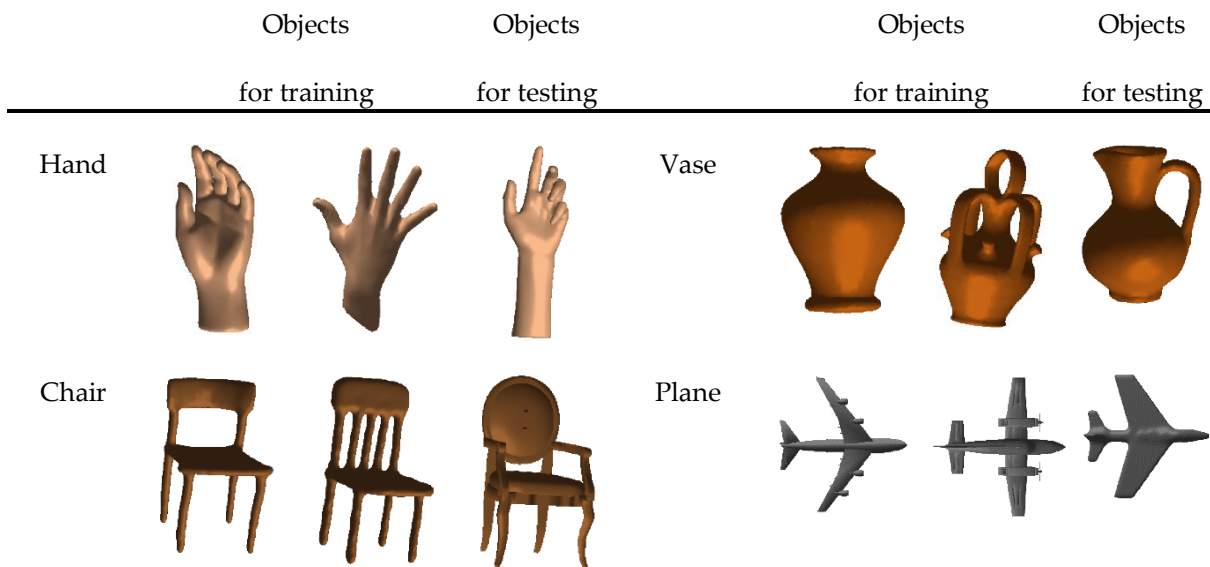 Objects Objects Objects Objects
for training for testing for training for testing
Hand Vase
Chair Plane